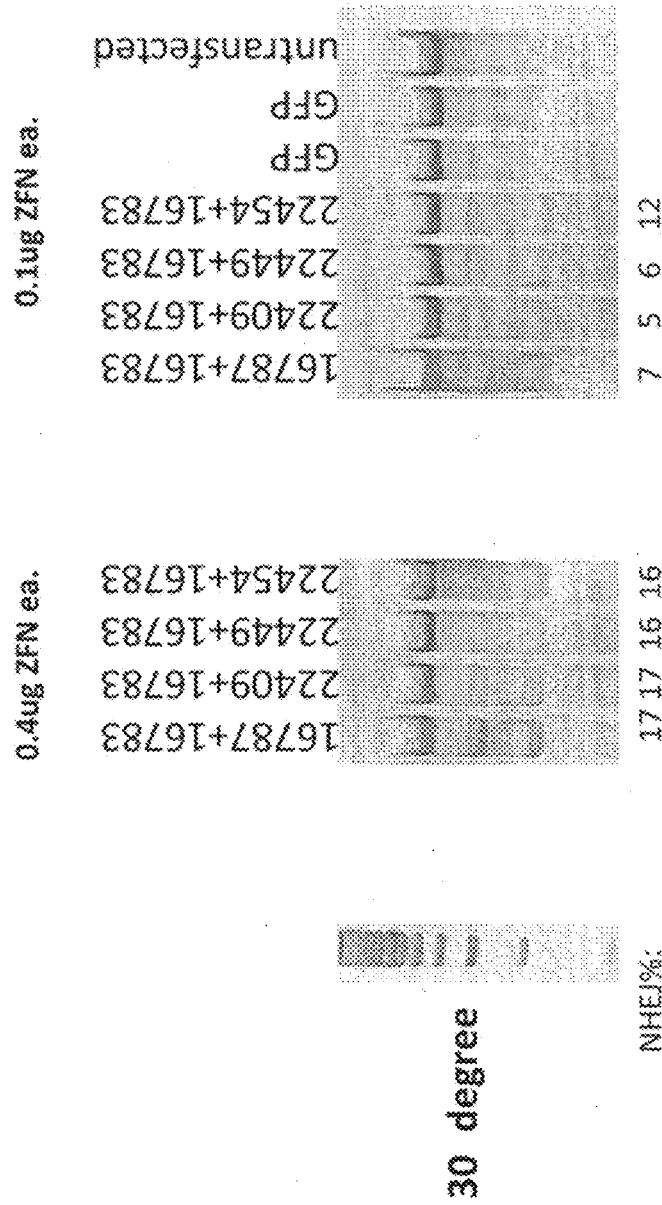 0.4ug ZFN ea.
0.1ug ZFN ea.
16787+16783
22409+16783
22449+16783
22454+16783
16787+16783
22409+16783
22449+16783
22454+16783
GFP
GFP
untransfected
30 degree
NHEJ%: 17 17 16 16 7 5 6 12